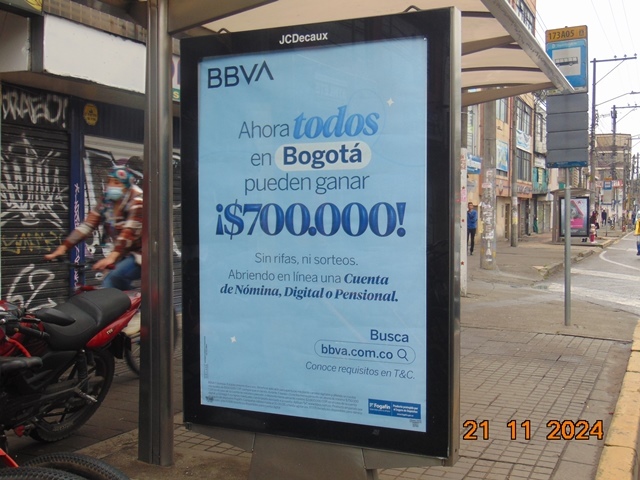 JCDecaux
BBVA
Ahora todos
en Bogotá
pueden ganar
¡$700.000!
Sin rifas, ni sorteos.
Abriendo en línea una Cuenta
de Nómina, Digital o Pensional.
Busca
bbva.com.co
Conoce requisitos en T&C.
Fogafín
173A05
21 11 2024